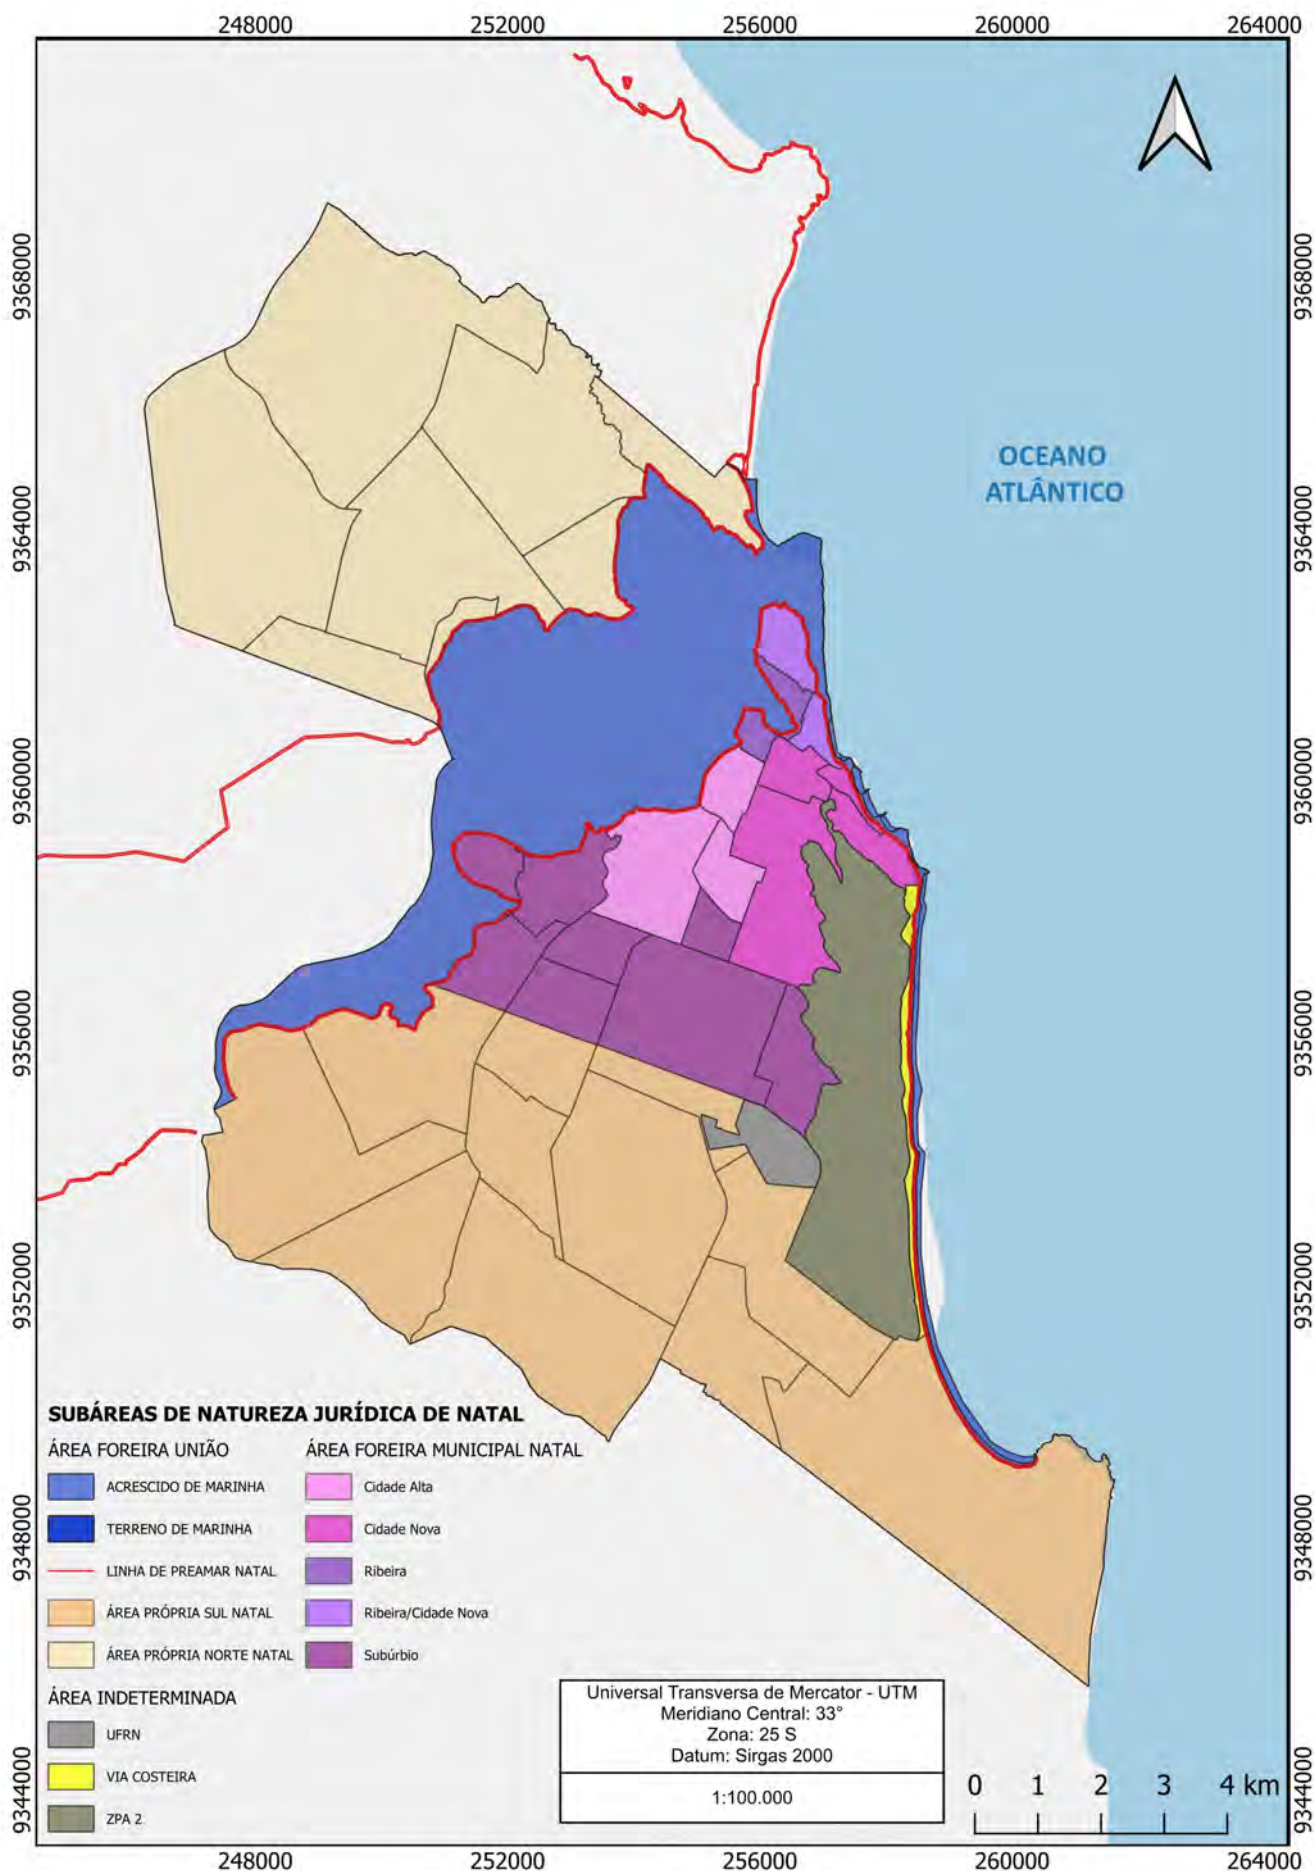 248000 252000 256000 260000 264000
9368000 9368000
OCEANO
ATLÂNTICO
9364000 9364000
9360000 9360000
9356000 9356000
9352000 9352000
9348000 9348000
9344000 9344000
SUBÁREAS DE NATUREZA JURÍDICA DE NATAL
ÁREA FOREIRA UNIÃO
ACRESCIDO DE MARINHA
TERRENO DE MARINHA
LINHA DE PREAMAR NATAL
ÁREA PRÓPRIA SUL NATAL
ÁREA PRÓPRIA NORTE NATAL
ÁREA INDETERMINADA
UFRN
VIA COSTEIRA
ZPA 2
ÁREA FOREIRA MUNICIPAL NATAL
Cidade Alta
Cidade Nova
Ribeira
Ribeira/Cidade Nova
Subúrbio
Universal Transversa de Mercator - UTM
Meridiano Central: 33°
Zona: 25 S
Datum: Sirgas 2000
1:100.000
0 1 2 3 4 km
248000 252000 256000 260000 264000